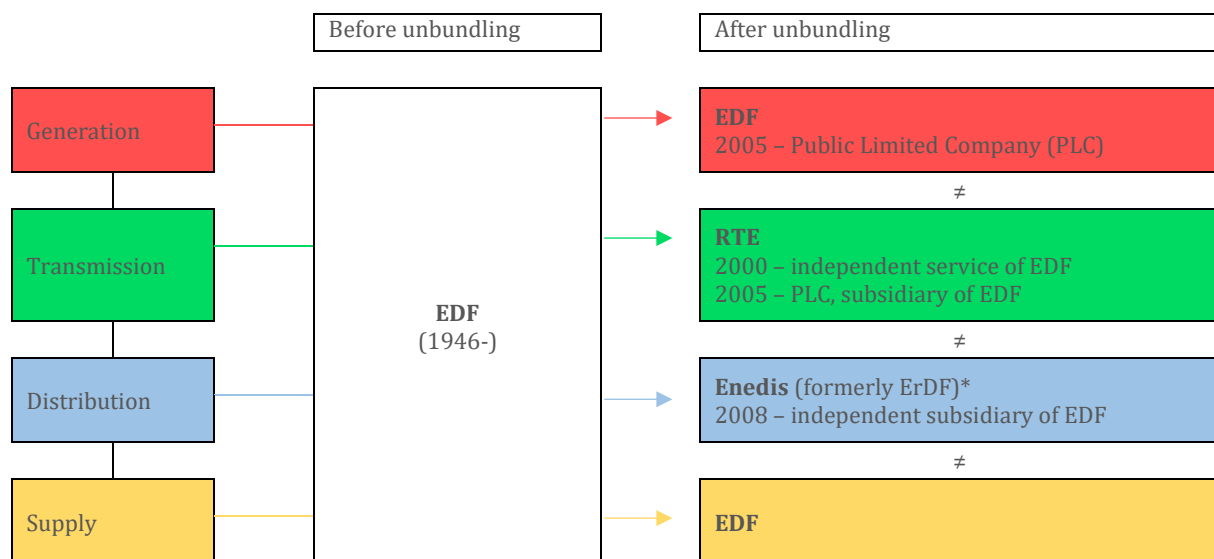 Before unbundling
After unbundling
Generation
EDF
2005 – Public Limited Company (PLC)
≠
Transmission
RTE
2000 – independent service of EDF
2005 – PLC, subsidiary of EDF
EDF
(1946-)
≠
Distribution
Enedis (formerly ErDF)*
2008 – independent subsidiary of EDF
≠
Supply
EDF